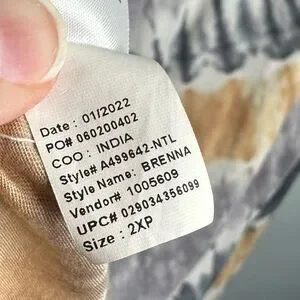 Date: 01/2022
PO# 060200402
COO: INDIA
Style# A499642-NTL
Style Name: BRENNA
Vendor# 1005609
UPC# 029034356099
Size: 2XP